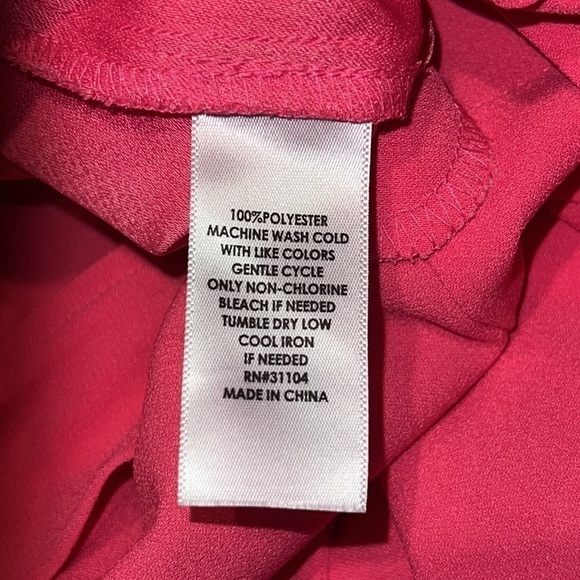 100%POLYESTER
MACHINE WASH COLD
WITH LIKE COLORS
GENTLE CYCLE
ONLY NON-CHLORINE
BLEACH IF NEEDED
TUMBLE DRY LOW
COOL IRON
IF NEEDED
RN#31104
MADE IN CHINA